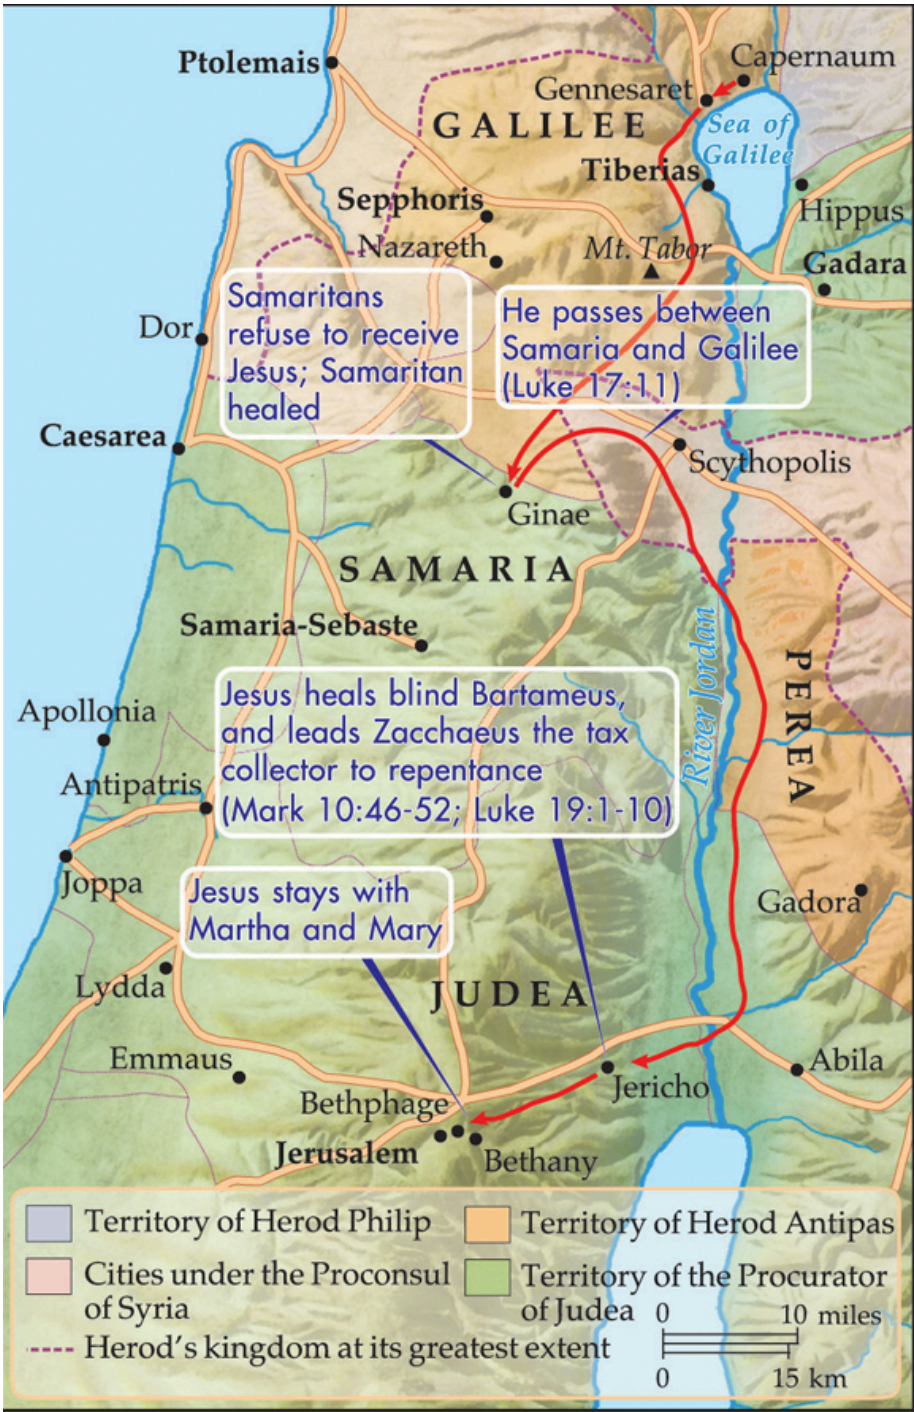 Ptolemais
Capernaum
Gennesaret
GALILEE
Sea of
Galilee
Tiberias
Sepphoris
Hippus
Nazareth
Mt. Tabor
Gadara
Samaritans
refuse to receive
Jesus; Samaritan
healed
He passes between
Samaria and Galilee
(Luke 17:11)
Dor
Caesarea
Scythopolis
Ginae
SAMARIA
Samaria-Sebaste
River Jordan
PEREA
Jesus heals blind Bartameus,
and leads Zacchaeus the tax
collector to repentance
(Mark 10:46-52; Luke 19:1-10)
Apollonia
Antipatris
Joppa
Jesus stays with
Martha and Mary
Gadora
Lydda
JUDEA
Emmaus
Abila
Jericho
Bethphage
Jerusalem
Bethany
Territory of Herod Philip
Territory of Herod Antipas
Cities under the Proconsul
of Syria
Territory of the Procurator
of Judea
0 10 miles
Herod's kingdom at its greatest extent
0 15 km